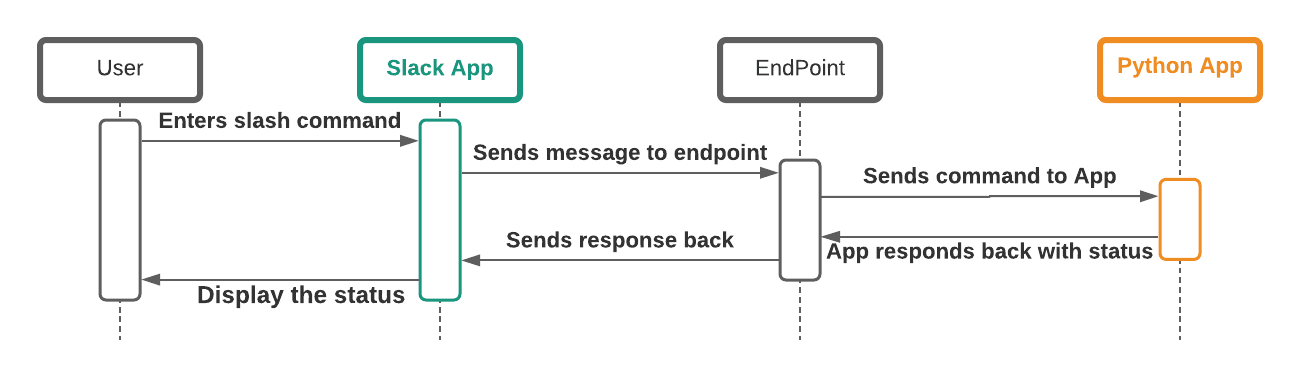 User
Slack App
EndPoint
Python App
Enters slash command
Sends message to endpoint
Sends command to App
Sends response back
App responds back with status
Display the status